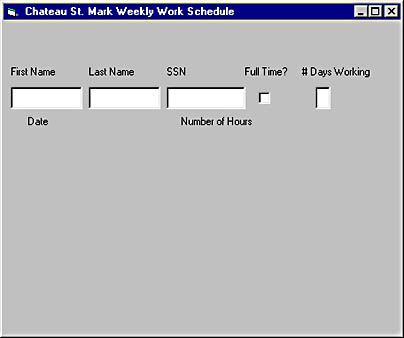 Chateau St. Mark Weekly Work Schedule
First Name Last Name SSN Full Time? # Days Working
Date Number of Hours